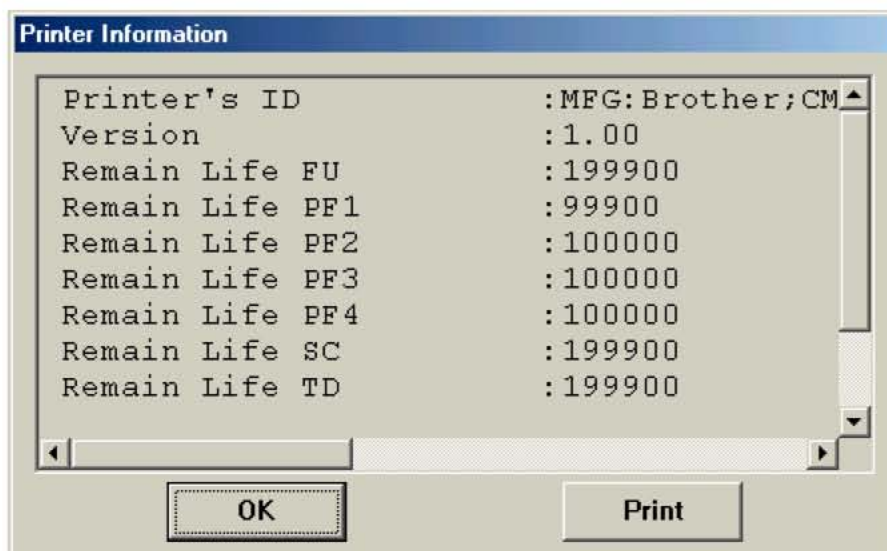 Printer Information
Printer's ID :MFG:Brother;CM
Version :1.00
Remain Life FU :199900
Remain Life PF1 :99900
Remain Life PF2 :100000
Remain Life PF3 :100000
Remain Life PF4 :100000
Remain Life SC :199900
Remain Life TD :199900
OK Print